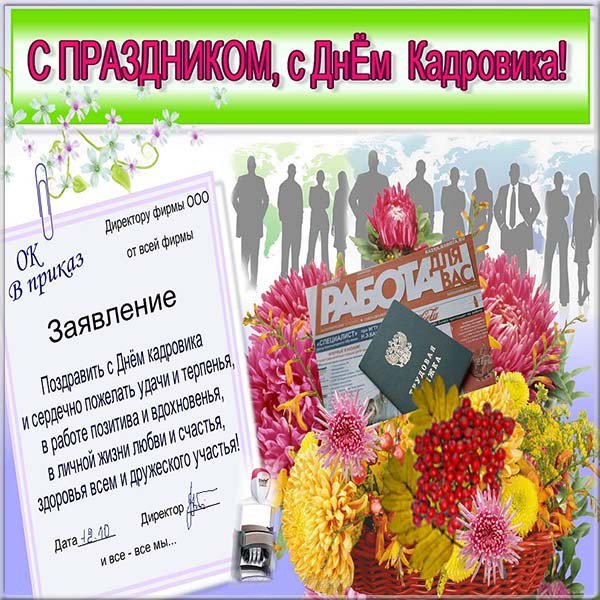 С ПРАЗДНИКОМ, с ДнЁм Кадровика!
Директору фирмы ООО
от всей фирмы
ОК
В приказ
Заявление
Поздравить с Днём кадровика
и сердечно пожелать удачи и терпенья,
в работе позитива и вдохновенья,
в личной жизни любви и счастья,
здоровья всем и дружеского участья!
Дата 12.10 Директор
и все - все мы...
РАБОТА
ДЛЯ
ВАС
«СПЕЦИАЛИСТ»
ТРУДОВАЯ